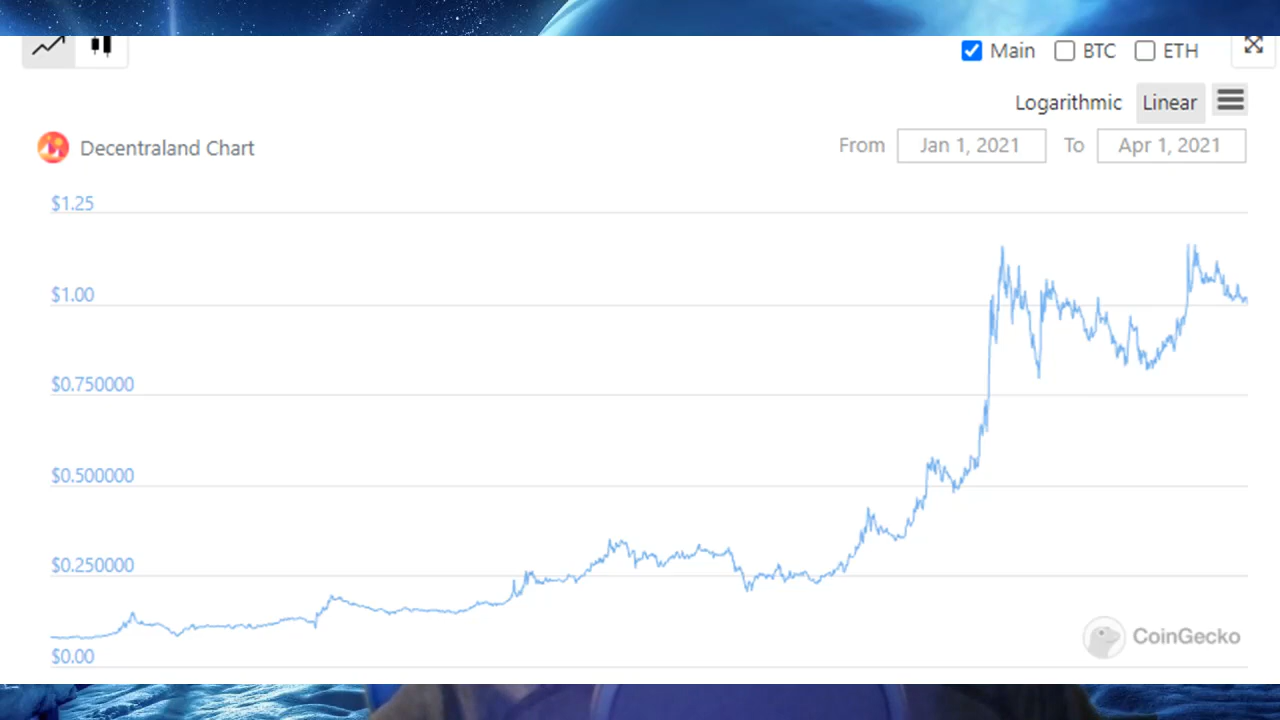 Main BTC ETH
Logarithmic Linear
Decentraland Chart
From Jan 1, 2021 To Apr 1, 2021
$1.25
$1.00
$0.750000
$0.500000
$0.250000
CoinGecko
$0.00